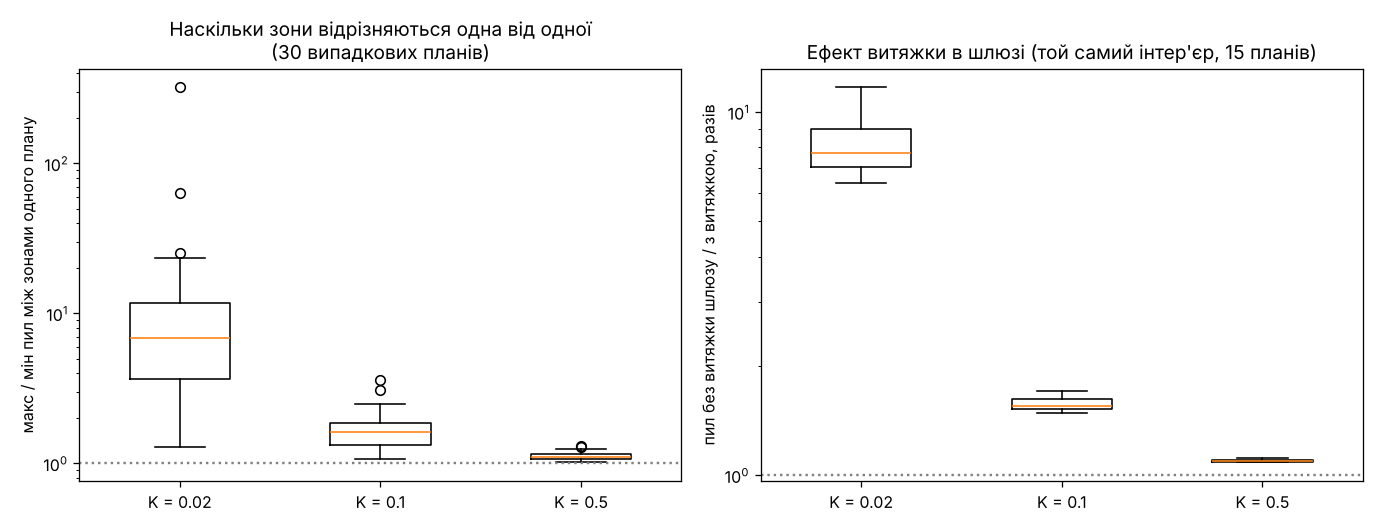 Наскільки зони відрізняються одна від одної
(30 випадкових планів)
макс / мін пил між зонами одного плану
10²
10¹
10⁰
K = 0.02
K = 0.1
K = 0.5
Ефект витяжки в шлюзі (той самий інтер'єр, 15 планів)
пил без витяжки шлюзу / з витяжкою, разів
10¹
10⁰
K = 0.02
K = 0.1
K = 0.5